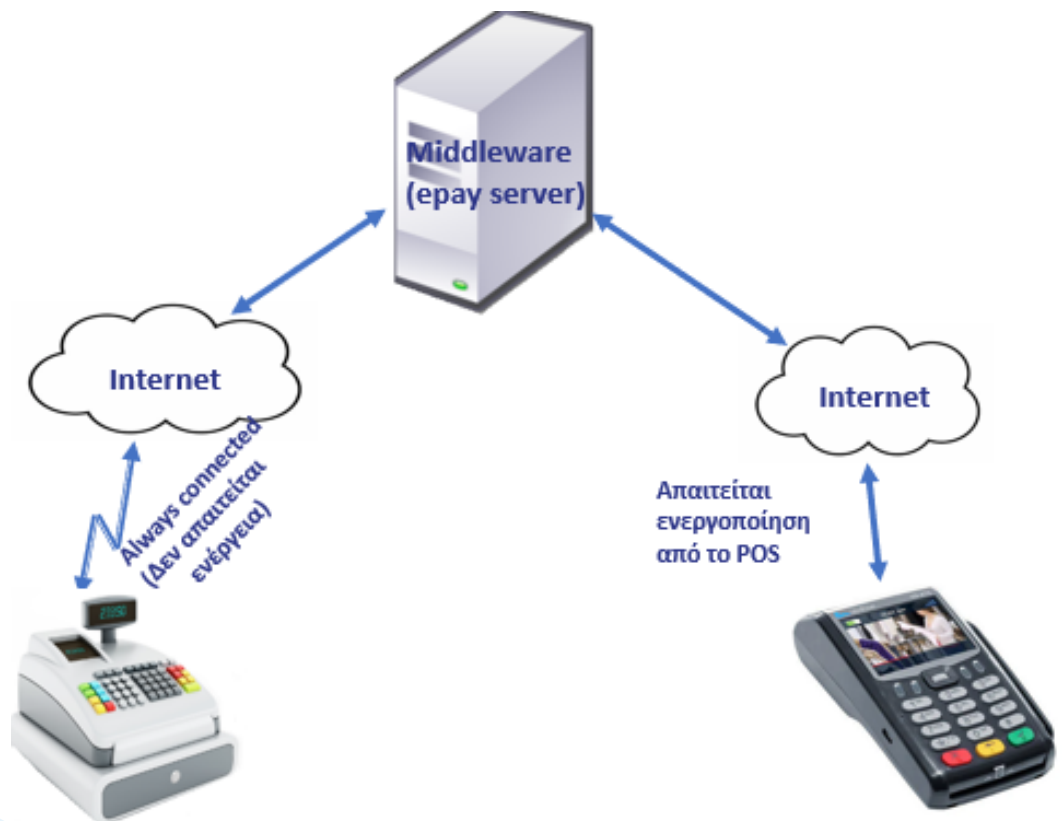 Middleware
(epay server)
Internet
Internet
Always connected
(Δεν απαιτείται
ενέργεια)
Απαιτείται
ενεργοποίηση
από το POS